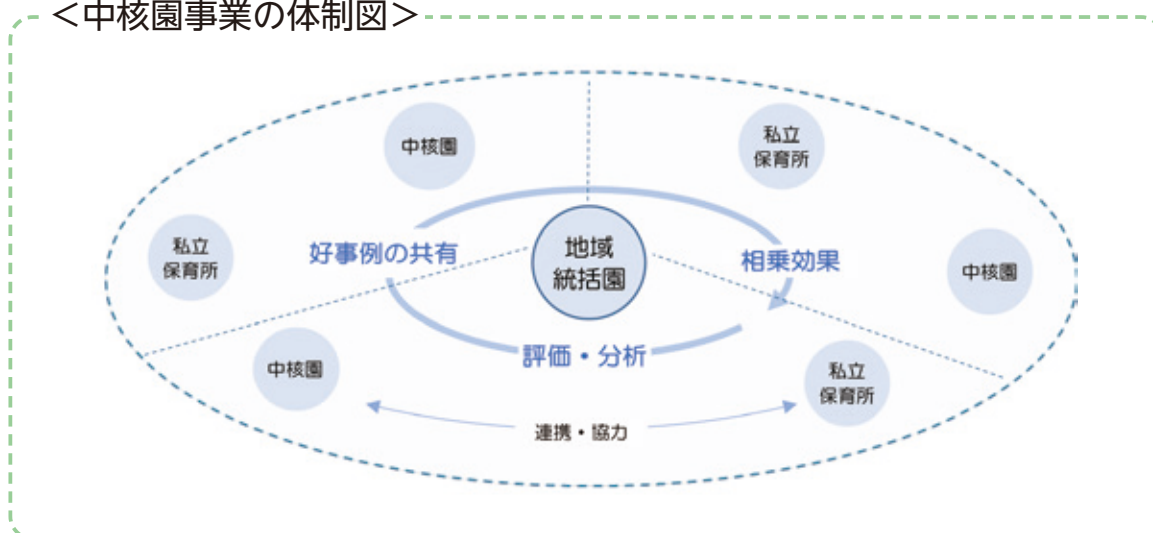 ＜中核園事業の体制図＞
中核園
私立
保育所
私立
保育所
好事例の共有
地域
統括園
相乗効果
中核園
中核園
評価・分析
私立
保育所
連携・協力